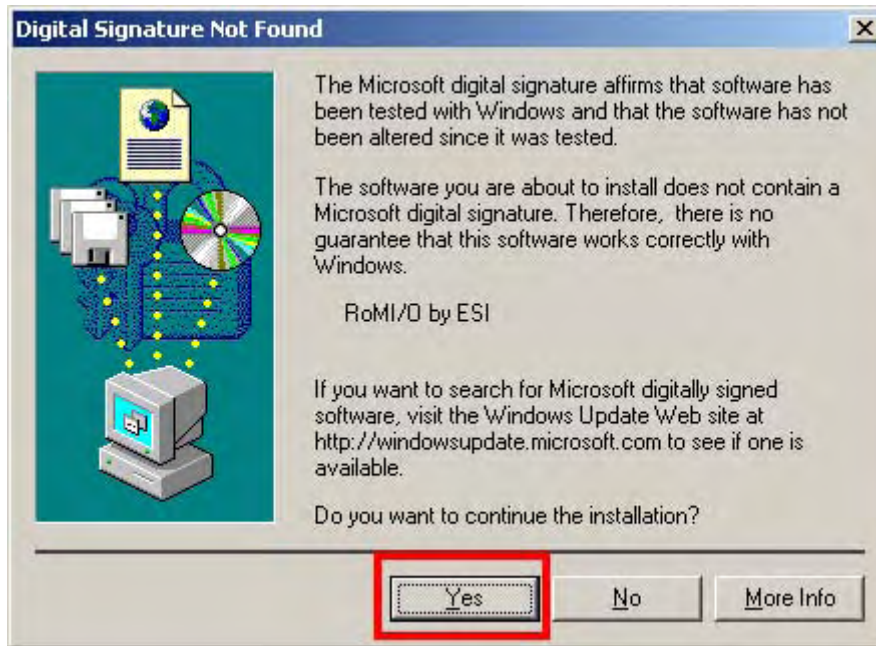 Digital Signature Not Found
The Microsoft digital signature affirms that software has
been tested with Windows and that the software has not
been altered since it was tested.
The software you are about to install does not contain a
Microsoft digital signature. Therefore, there is no
guarantee that this software works correctly with
Windows.
RoMI/O by ESI
If you want to search for Microsoft digitally signed
software, visit the Windows Update Web site at
http://windowsupdate.microsoft.com to see if one is
available.
Do you want to continue the installation?
Yes No More Info